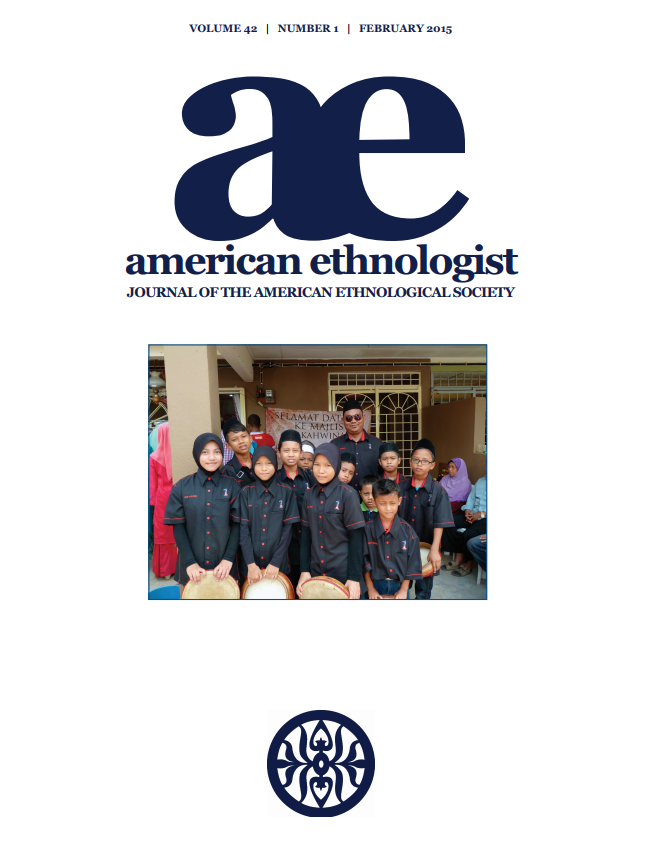 VOLUME 42 | NUMBER 1 | FEBRUARY 2015
ae
american ethnologist
JOURNAL OF THE AMERICAN ETHNOLOGICAL SOCIETY
SELAMAT DAT
KE MAJLIS
KAHWIN